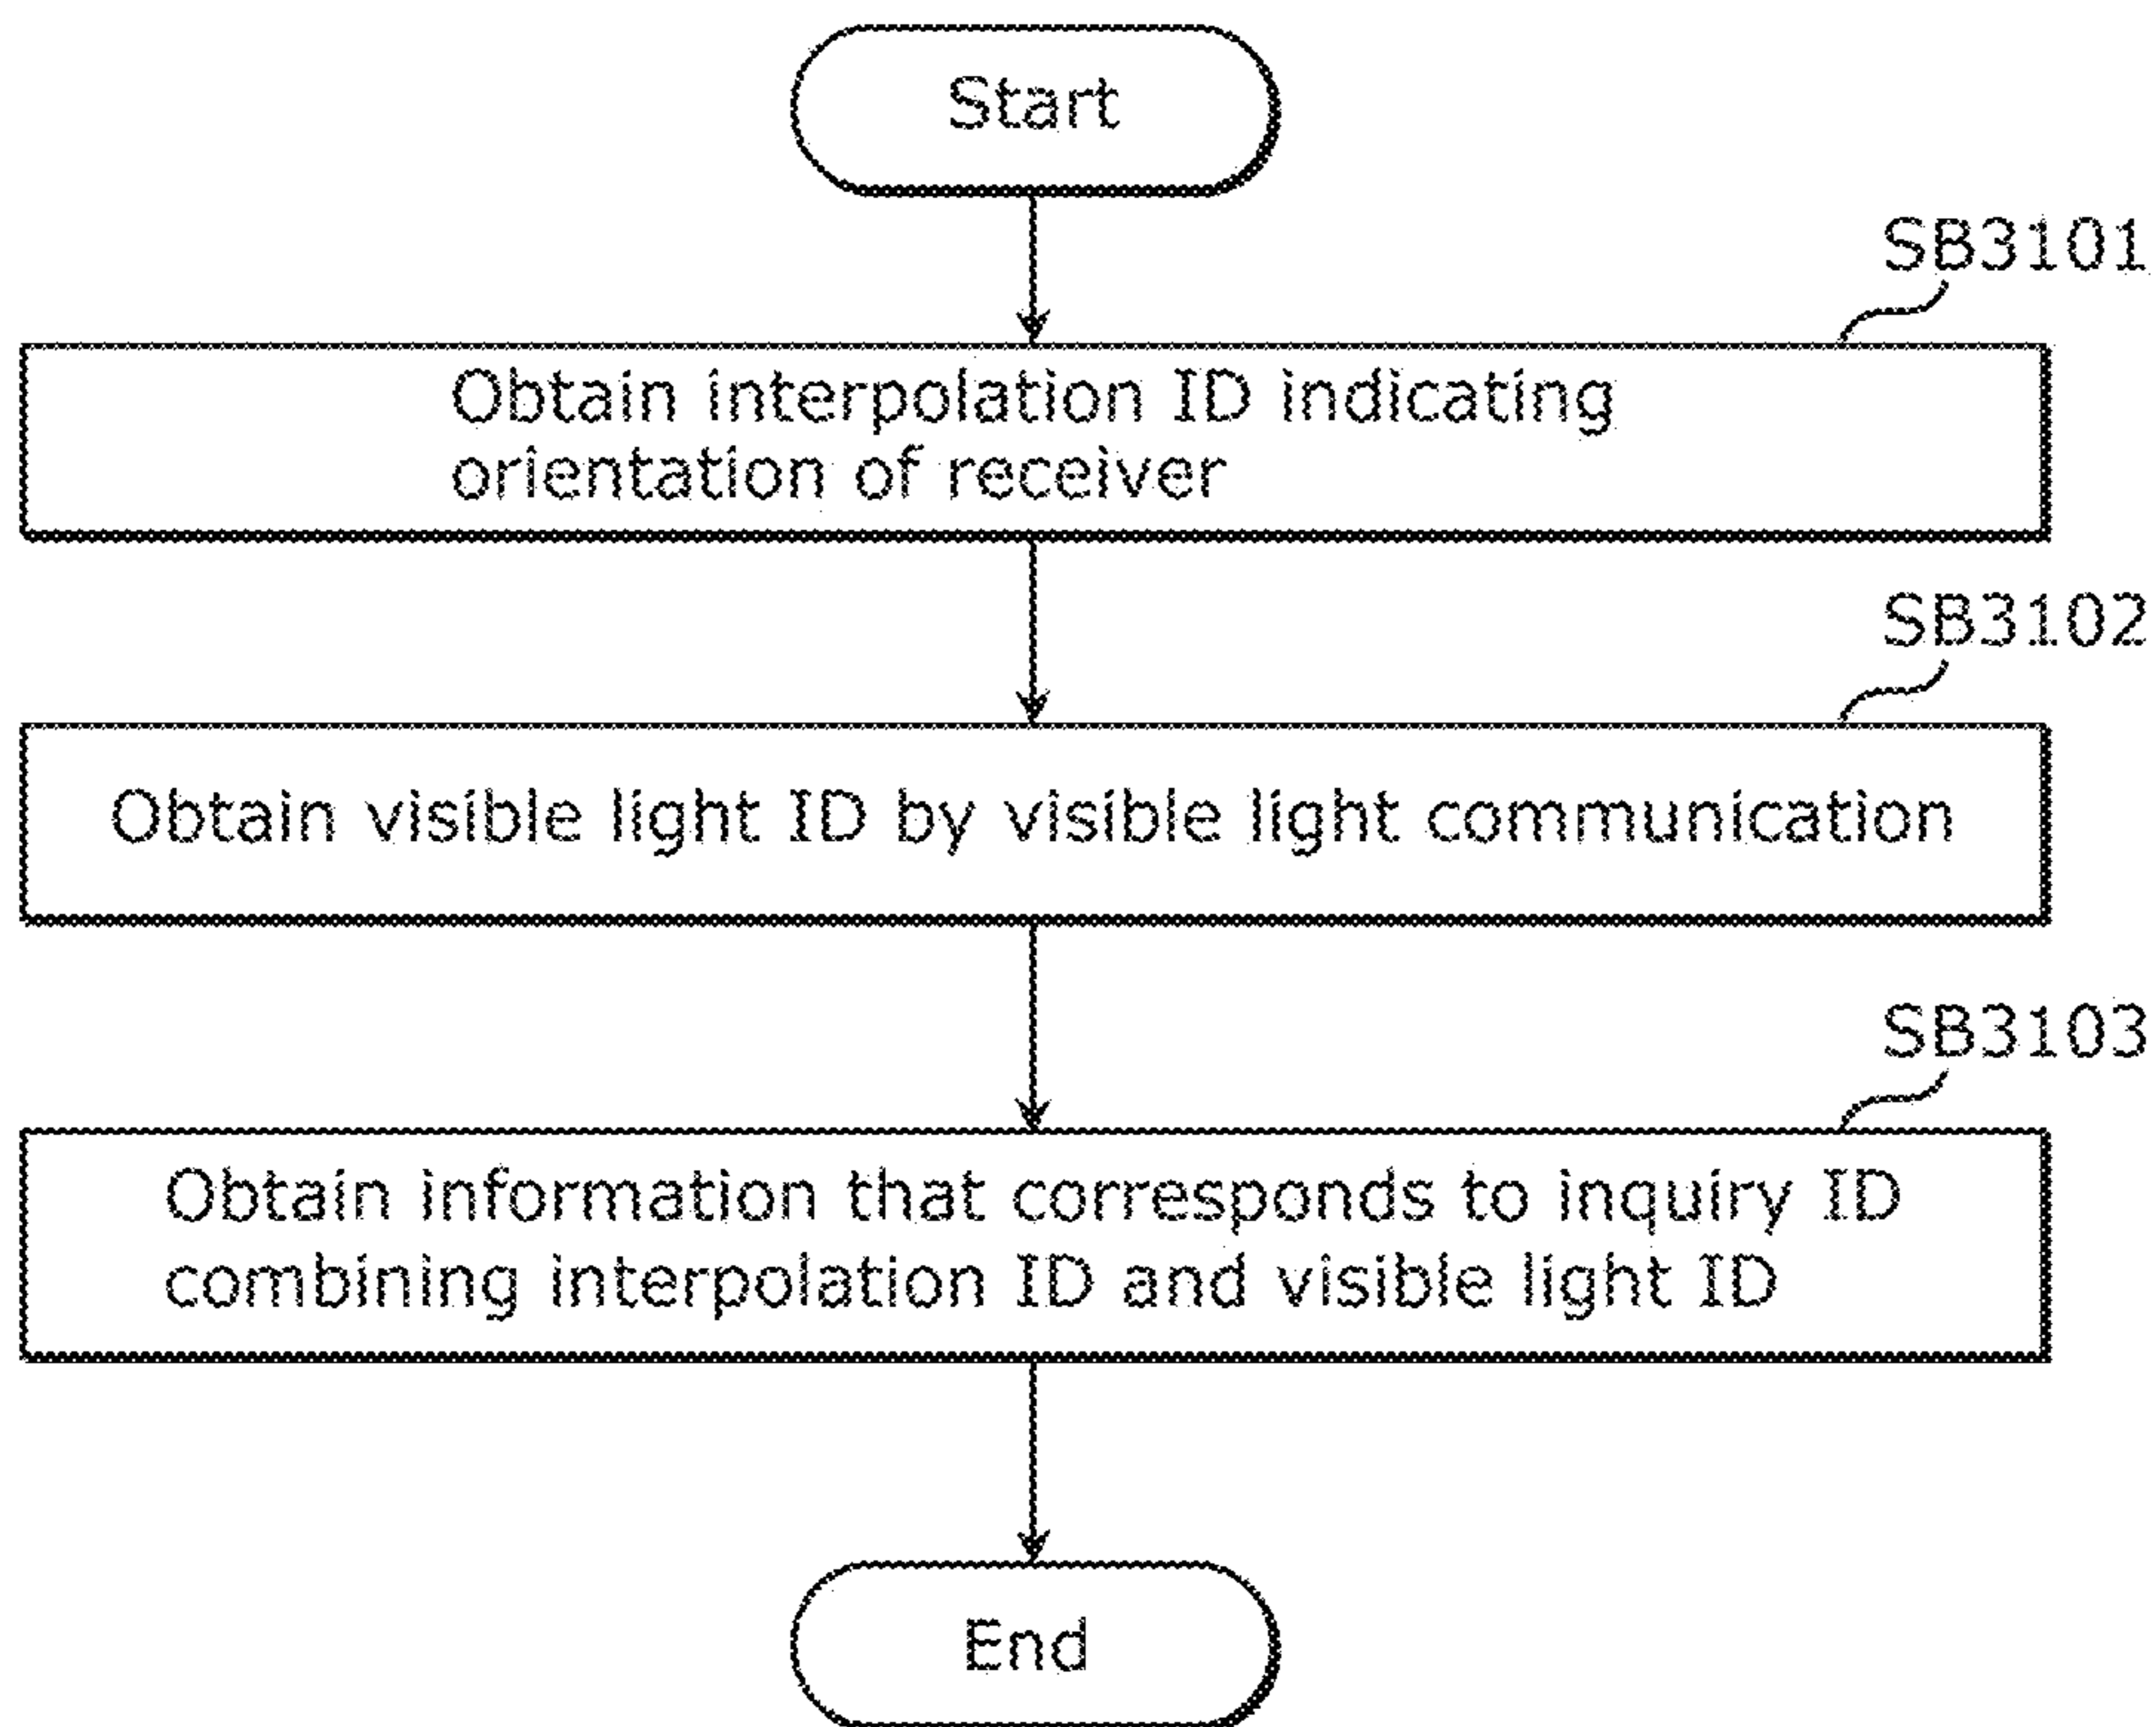 Start
SB3101
Obtain interpolation ID indicating
orientation of receiver
SB3102
Obtain visible light ID by visible light communication
SB3103
Obtain information that corresponds to inquiry ID
combining interpolation ID and visible light ID
End